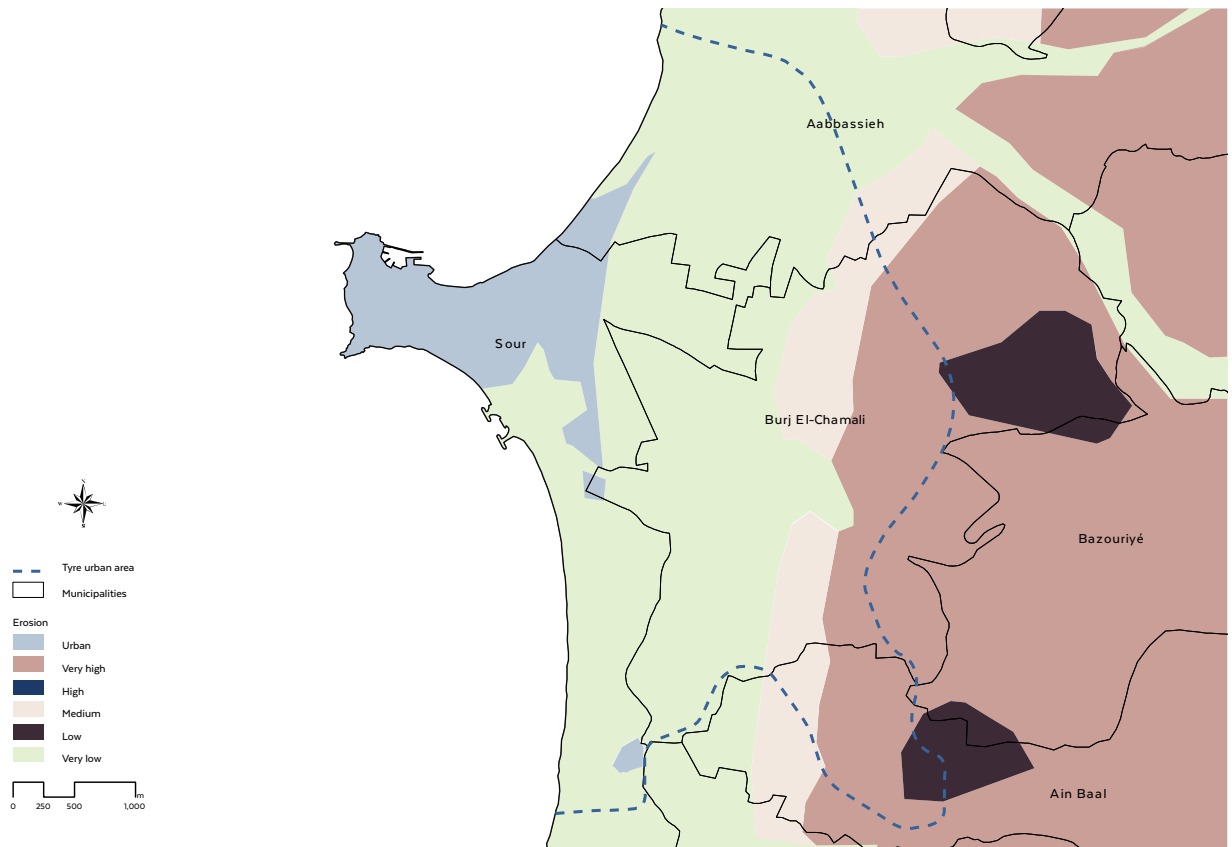 Aabbassieh
Sour
Burj El-Chamali
Bazouriyé
Ain Baal
N
W
S
Tyre urban area
Municipalities
Erosion
Urban
Very high
High
Medium
Low
Very low
m
0 250 500 1,000